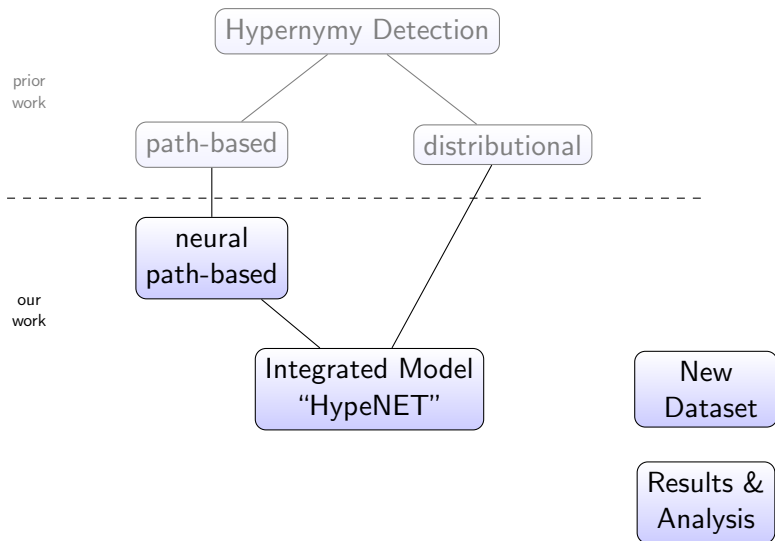 Hypernymy Detection
prior
work
path-based
distributional
neural
path-based
our
work
Integrated Model
“HypeNET”
New
Dataset
Results &
Analysis